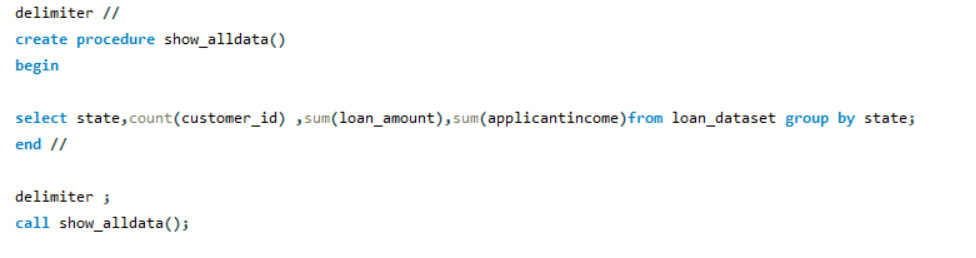 delimiter //
create procedure show_alldata()
begin
select state,count(customer_id) ,sum(loan_amount),sum(applicantincome)from loan_dataset group by state;
end //
delimiter ;
call show_alldata();